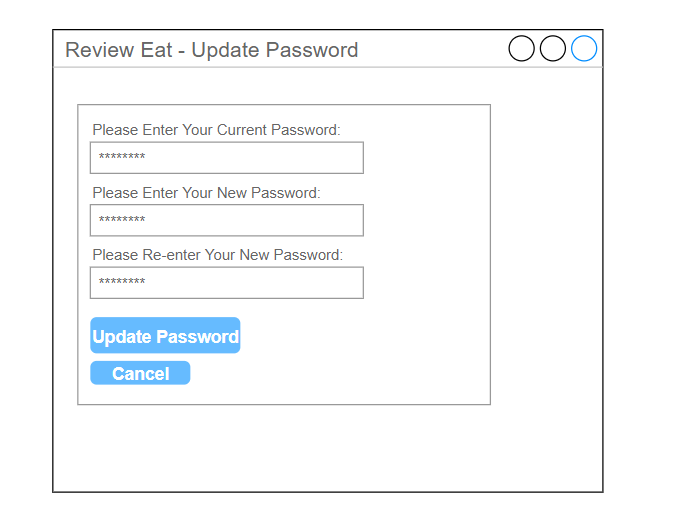 Review Eat - Update Password
Please Enter Your Current Password:
********
Please Enter Your New Password:
********
Please Re-enter Your New Password:
********
Update Password
Cancel